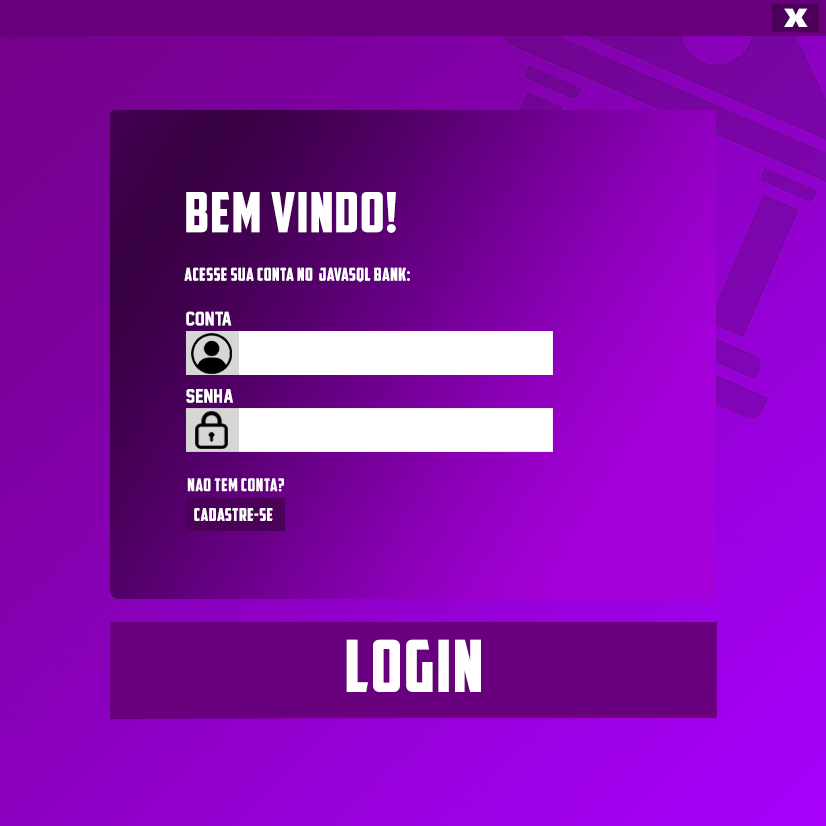 X
BEM VINDO!
ACESSE SUA CONTA NO JAVASQL BANK:
CONTA
SENHA
NAO TEM CONTA?
CADASTRE-SE
LOGIN